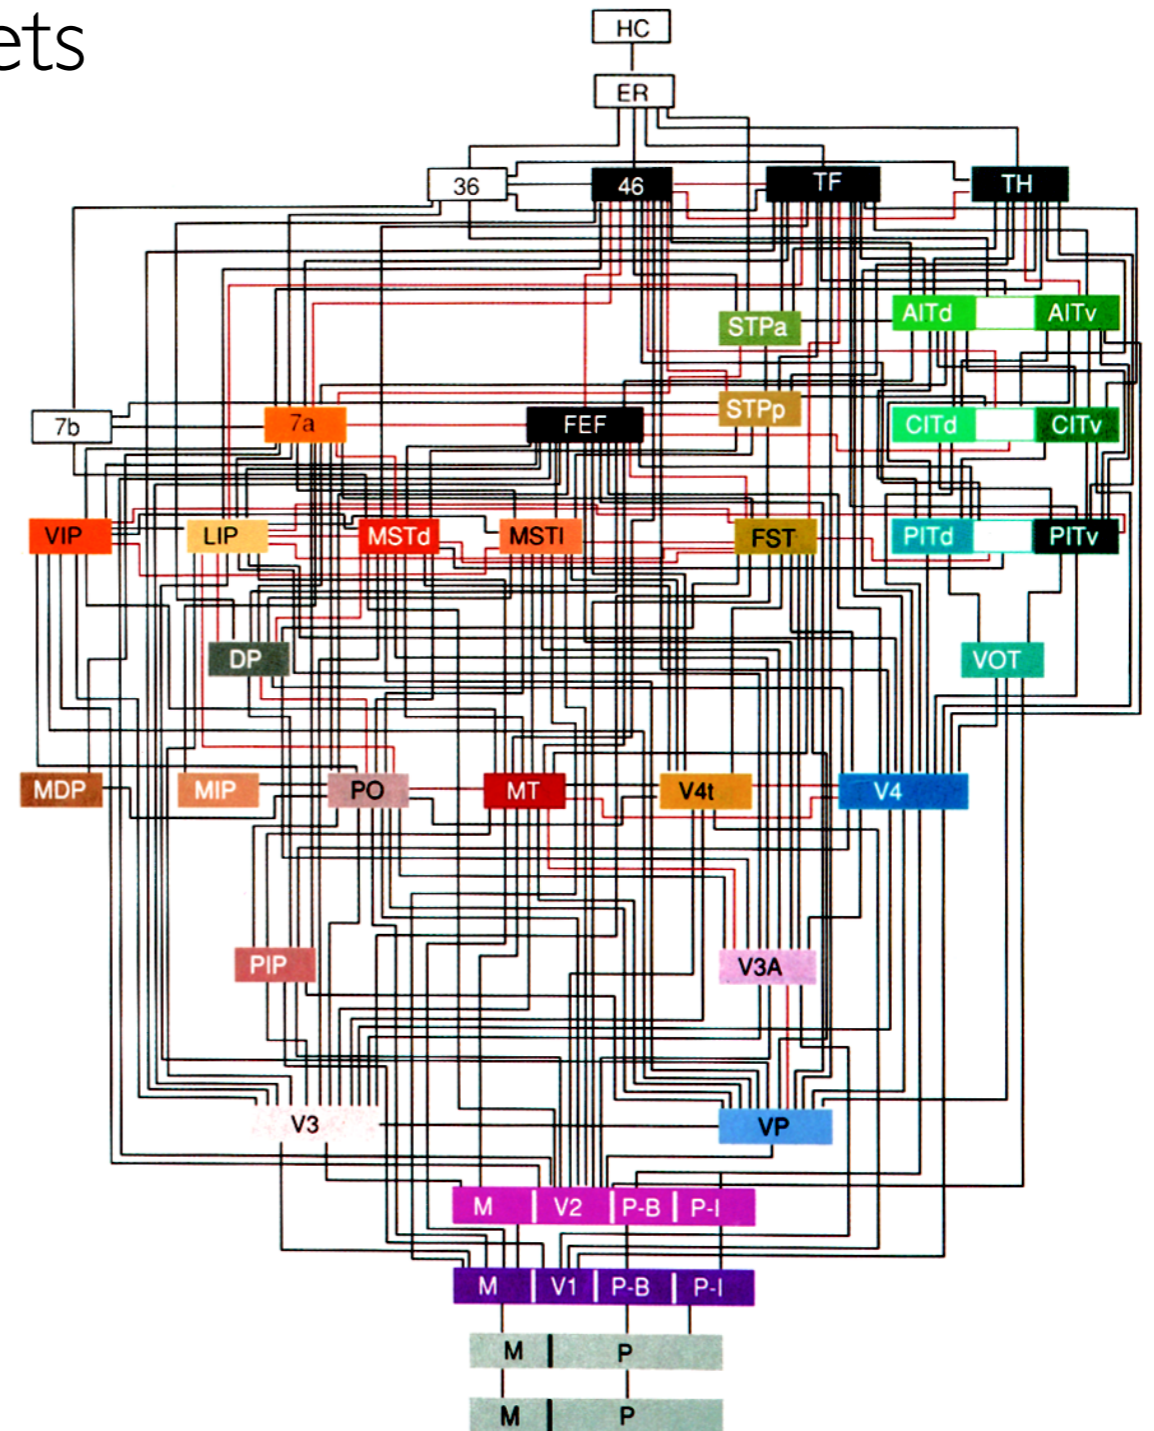 ets
HC
ER
36 46 TF TH
AITd AITv
STPa
STPp
7b 7a FEF CITd CITv
VIP LIP MSTd MSTl FST PITd PITv
DP VOT
MDP MIP PO MT V4t V4
PIP V3A
V3 VP
M V2 P-B P-I
M V1 P-B P-I
M P
M P